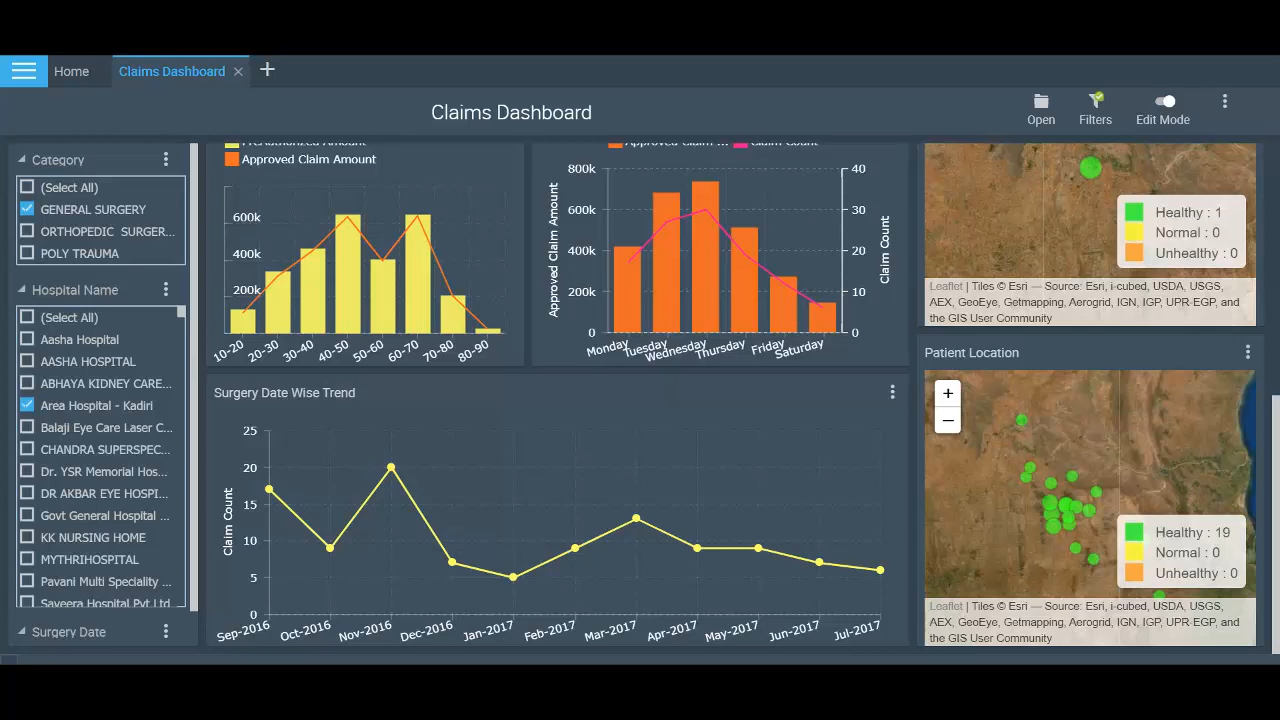 Home
Claims Dashboard
Claims Dashboard
Open
Filters
Edit Mode
Category
(Select All)
GENERAL SURGERY
ORTHOPEDIC SURGER...
POLY TRAUMA
Hospital Name
(Select All)
Aasha Hospital
AASHA HOSPITAL
ABHAYA KIDNEY CARE...
Area Hospital - Kadiri
Balaji Eye Care Laser C...
CHANDRA SUPERSPEC...
Dr. YSR Memorial Hos...
DR AKBAR EYE HOSPI...
Govt General Hospital ...
KK NURSING HOME
MYTHRIHOSPITAL
Pavani Multi Speciality ...
Saveera Hospital Pvt Ltd
Surgery Date
PreAuthorized Amount
Approved Claim Amount
600k
400k
200k
10-20 20-30 30-40 40-50 50-60 60-70 70-80 80-90
Approved Claim ... Claim Count
Approved Claim Amount
800k
600k
400k
200k
0
40
30
20
10
0
Claim Count
Monday Tuesday Wednesday Thursday Friday Saturday
Surgery Date Wise Trend
Claim Count
25
20
15
10
5
0
Sep-2016 Oct-2016 Nov-2016 Dec-2016 Jan-2017 Feb-2017 Mar-2017 Apr-2017 May-2017 Jun-2017 Jul-2017
Healthy : 1
Normal : 0
Unhealthy : 0
Leaflet | Tiles © Esri — Source: Esri, i-cubed, USDA, USGS,
AEX, GeoEye, Getmapping, Aerogrid, IGN, IGP, UPR-EGP, and
the GIS User Community
Patient Location
+
−
Healthy : 19
Normal : 0
Unhealthy : 0
Leaflet | Tiles © Esri — Source: Esri, i-cubed, USDA, USGS,
AEX, GeoEye, Getmapping, Aerogrid, IGN, IGP, UPR-EGP, and
the GIS User Community